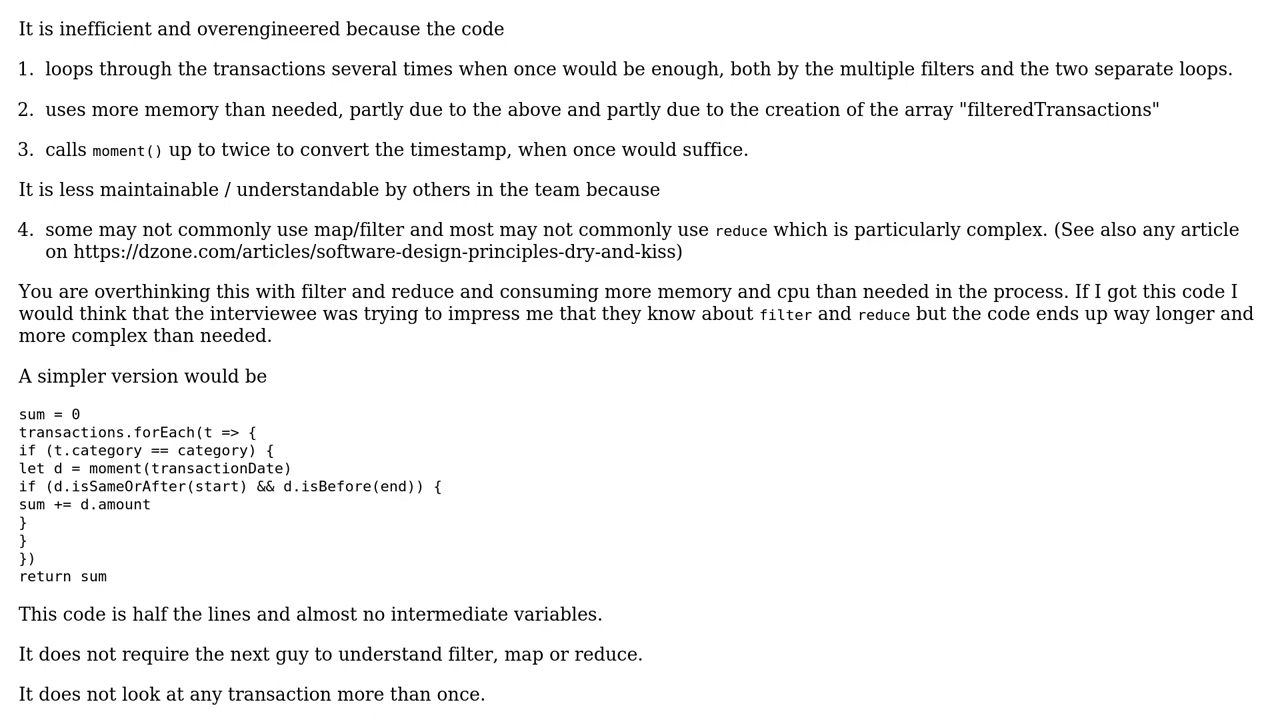 It is inefficient and overengineered because the code
1. loops through the transactions several times when once would be enough, both by the multiple filters and the two separate loops.
2. uses more memory than needed, partly due to the above and partly due to the creation of the array "filteredTransactions"
3. calls moment() up to twice to convert the timestamp, when once would suffice.
It is less maintainable / understandable by others in the team because
4. some may not commonly use map/filter and most may not commonly use reduce which is particularly complex. (See also any article
on https://dzone.com/articles/software-design-principles-dry-and-kiss)
You are overthinking this with filter and reduce and consuming more memory and cpu than needed in the process. If I got this code I
would think that the interviewee was trying to impress me that they know about filter and reduce but the code ends up way longer and
more complex than needed.
A simpler version would be
sum = 0
transactions.forEach(t => {
if (t.category == category) {
let d = moment(transactionDate)
if (d.isSameOrAfter(start) && d.isBefore(end)) {
sum += d.amount
}
}
})
return sum
This code is half the lines and almost no intermediate variables.
It does not require the next guy to understand filter, map or reduce.
It does not look at any transaction more than once.